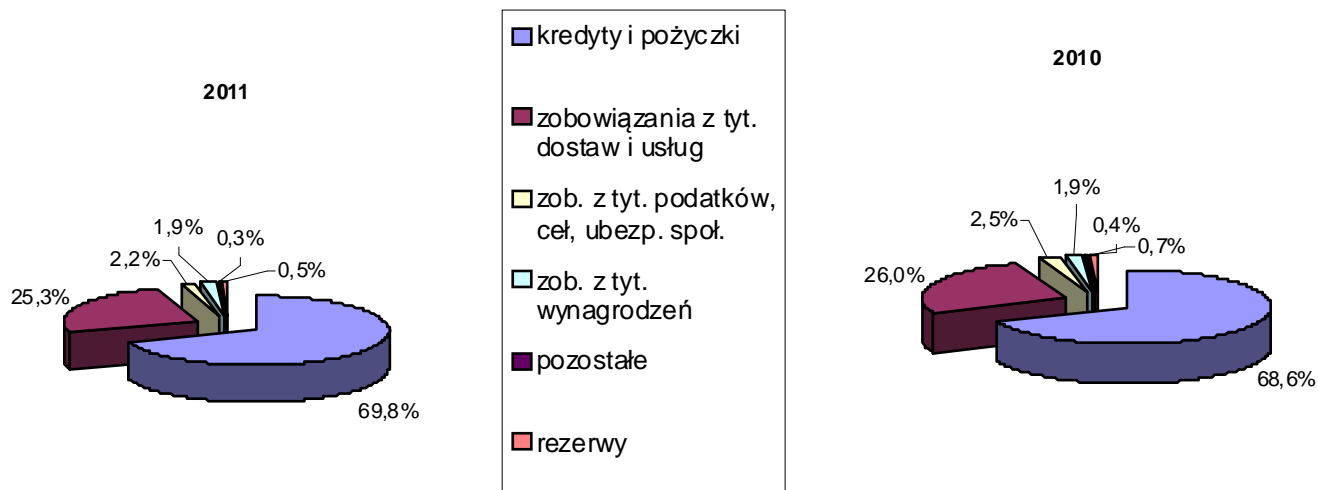 2011
25,3%
2,2%
1,9%
0,3%
0,5%
69,8%
kredyty i pożyczki
zobowiązania z tyt.
dostaw i usług
zob. z tyt. podatków,
ceł, ubezp. społ.
zob. z tyt.
wynagrodzeń
pozostałe
rezerwy
2010
26,0%
2,5%
1,9%
0,4%
0,7%
68,6%